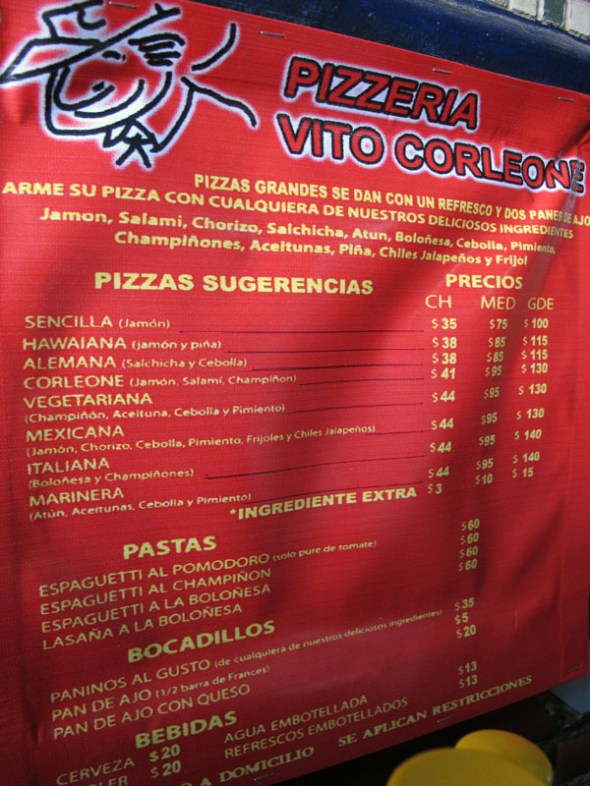 PIZZERIA
VITO CORLEONE
PIZZAS GRANDES SE DAN CON UN REFRESCO Y DOS PANES DE AJO
ARME SU PIZZA CON CUALQUIERA DE NUESTROS DELICIOSOS INGREDIENTES
Jamon, Salami, Chorizo, Salchicha, Atun, Boloñesa, Cebolla, Pimiento,
Champiñones, Aceitunas, Piña, Chiles Jalapeños y Frijol
PIZZAS SUGERENCIAS PRECIOS
CH MED GDE
SENCILLA (Jamón) $35 $75 $100
HAWAIANA (jamón y piña) $38 $85 $115
ALEMANA (Salchicha y Cebolla) $38 $85 $115
CORLEONE (Jamón, Salami, Champiñon) $41 $95 $130
VEGETARIANA
(Champiñón, Aceituna, Cebolla y Pimiento) $44 $85 $130
MEXICANA
(Jamón, Chorizo, Cebolla, Pimiento, Frijoles y Chiles Jalapeños) $44 $95 $130
ITALIANA
(Boloñesa y Champiñones) $44 $95 $140
MARINERA
(Atún, Aceitunas, Cebolla y Pimiento) $44 $95 $140
*INGREDIENTE EXTRA $3 $10 $15
PASTAS
ESPAGUETTI AL POMODORO (solo pure de tomate) $60
ESPAGUETTI AL CHAMPIÑON $60
ESPAGUETTI A LA BOLOÑESA $60
LASAÑA A LA BOLOÑESA $60
BOCADILLOS
PANINOS AL GUSTO (de cualquiera de nuestros deliciosos ingredientes) $35
PAN DE AJO (1/2 barra de Frances) $5
PAN DE AJO CON QUESO $20
BEBIDAS
CERVEZA $20 AGUA EMBOTELLADA $13
$20 REFRESCOS EMBOTELLADOS $13
A DOMICILIO SE APLICAN RESTRICCIONES